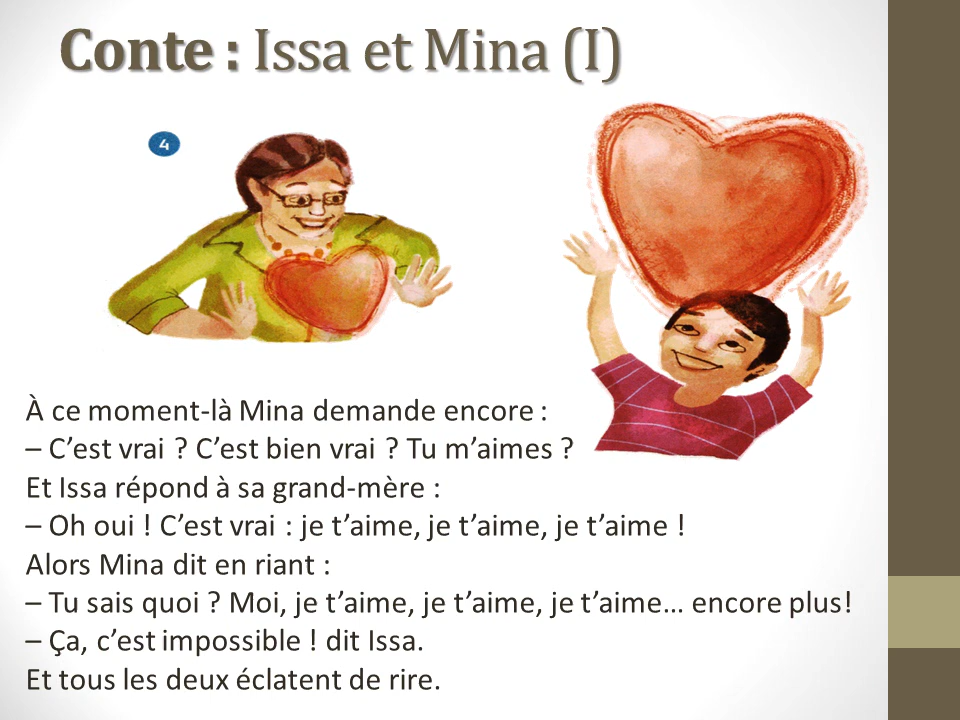 Conte : Issa et Mina (I)
4
À ce moment-là Mina demande encore :
– C’est vrai ? C’est bien vrai ? Tu m’aimes ?
Et Issa répond à sa grand-mère :
– Oh oui ! C’est vrai : je t’aime, je t’aime, je t’aime !
Alors Mina dit en riant :
– Tu sais quoi ? Moi, je t’aime, je t’aime, je t’aime… encore plus!
– Ça, c’est impossible ! dit Issa.
Et tous les deux éclatent de rire.